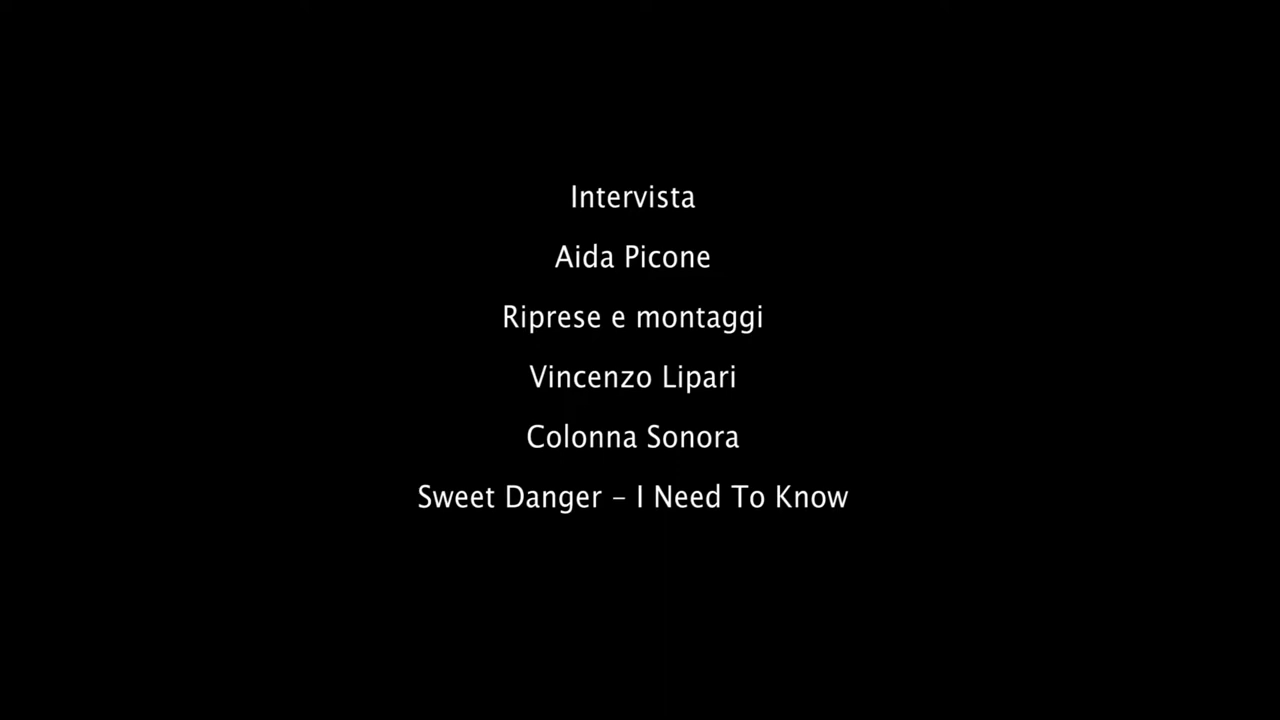 Intervista
Aida Picone
Riprese e montaggi
Vincenzo Lipari
Colonna Sonora
Sweet Danger – I Need To Know